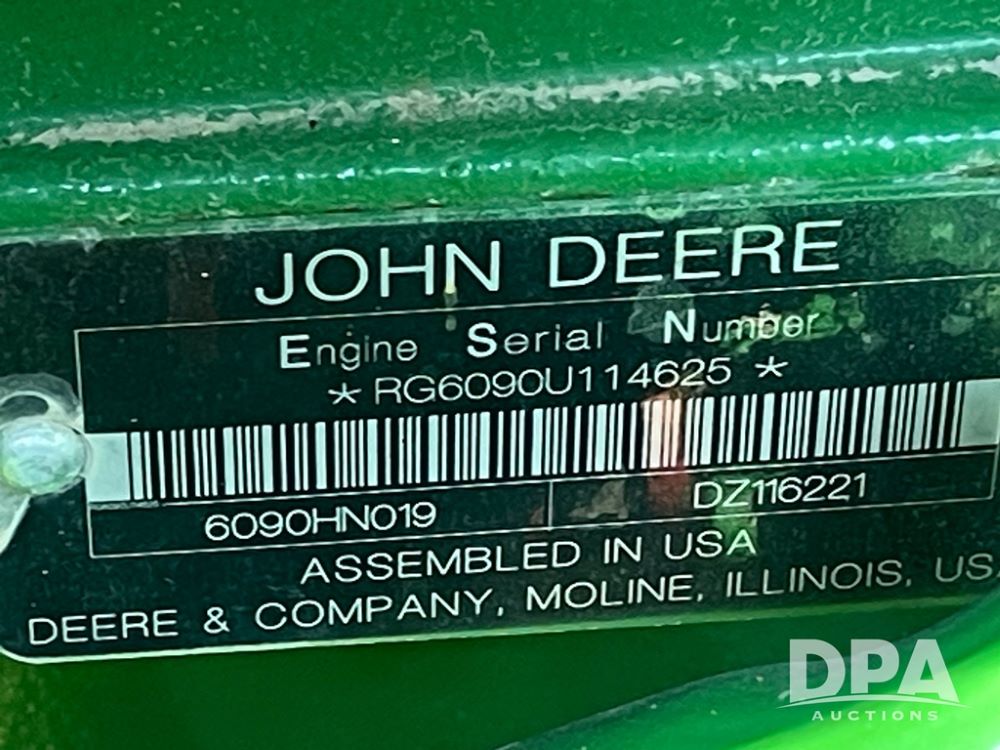 JOHN DEERE
Engine Serial Number
*RG6090U114625*
6090HN019 DZ116221
ASSEMBLED IN USA
DEERE & COMPANY, MOLINE, ILLINOIS, US
DPA
AUCTIONS